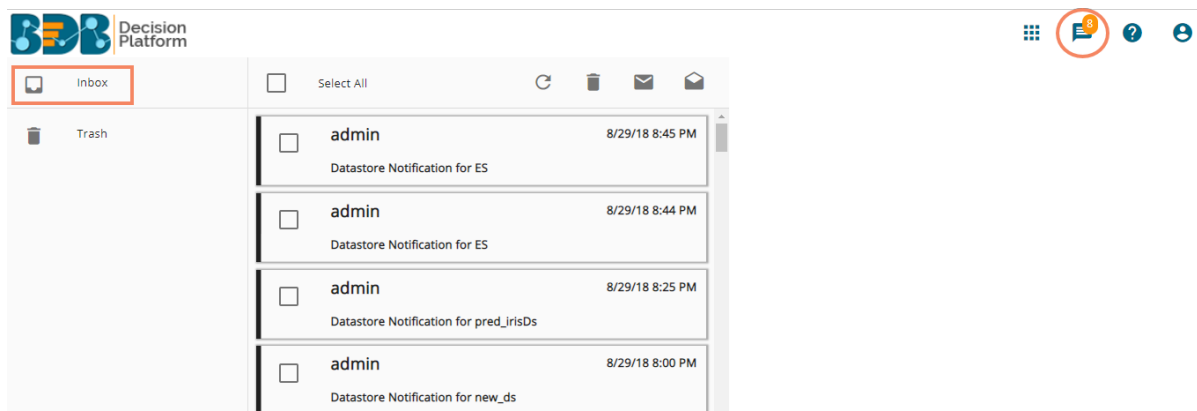 BDB Decision
Platform
8
Inbox
Select All
Trash
admin 8/29/18 8:45 PM
Datastore Notification for ES
admin 8/29/18 8:44 PM
Datastore Notification for ES
admin 8/29/18 8:25 PM
Datastore Notification for pred_irisDs
admin 8/29/18 8:00 PM
Datastore Notification for new_ds